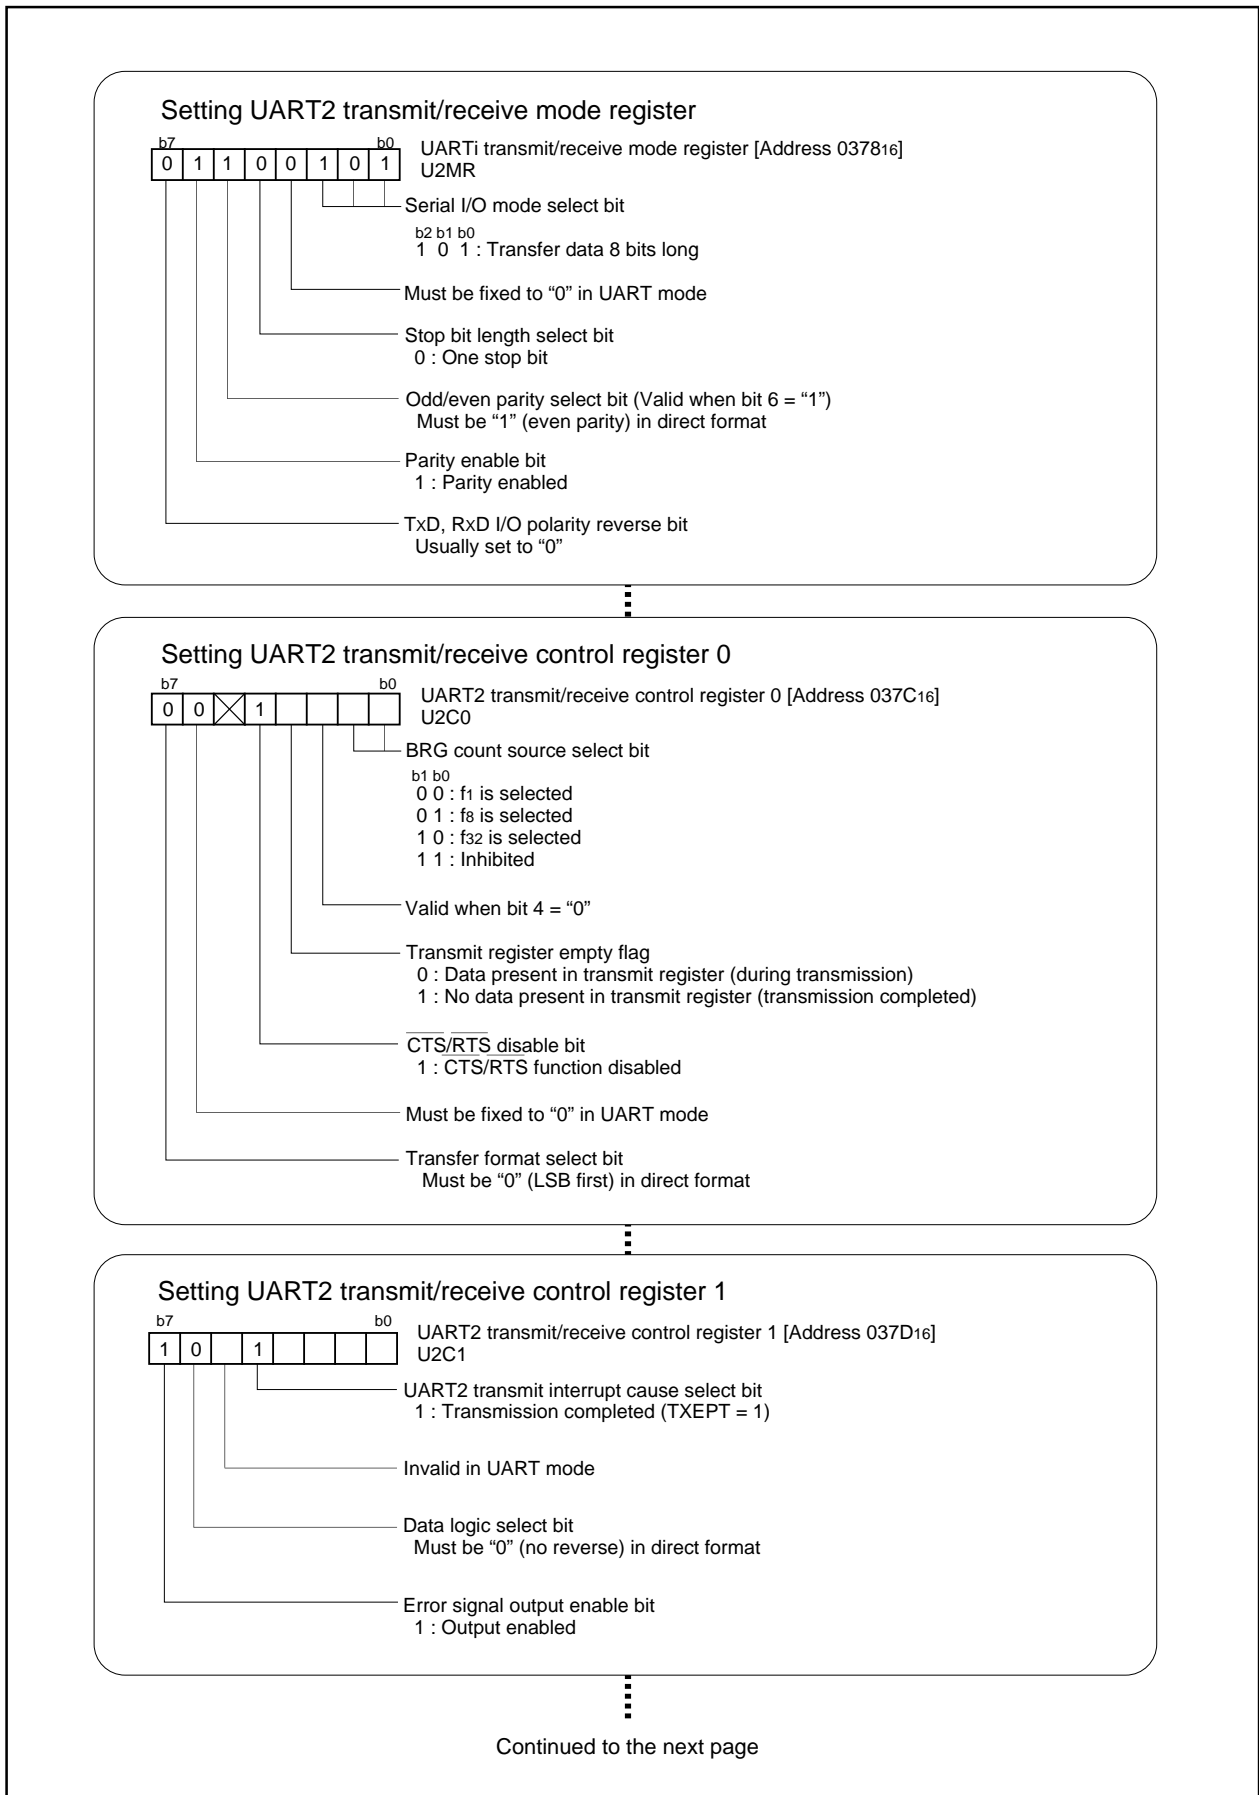 Setting UART2 transmit/receive mode register
b7 b0
0 1 1 0 0 1 0 1
UARTi transmit/receive mode register [Address 037816]
U2MR
Serial I/O mode select bit
b2 b1 b0
1 0 1 : Transfer data 8 bits long
Must be fixed to “0” in UART mode
Stop bit length select bit
0 : One stop bit
Odd/even parity select bit (Valid when bit 6 = “1”)
Must be “1” (even parity) in direct format
Parity enable bit
1 : Parity enabled
TxD, RxD I/O polarity reverse bit
Usually set to “0”
Setting UART2 transmit/receive control register 0
b7 b0
0 0 1
UART2 transmit/receive control register 0 [Address 037C16]
U2C0
BRG count source select bit
b1 b0
0 0 : f1 is selected
0 1 : f8 is selected
1 0 : f32 is selected
1 1 : Inhibited
Valid when bit 4 = “0”
Transmit register empty flag
0 : Data present in transmit register (during transmission)
1 : No data present in transmit register (transmission completed)
CTS/RTS disable bit
1 : CTS/RTS function disabled
Must be fixed to “0” in UART mode
Transfer format select bit
Must be “0” (LSB first) in direct format
Setting UART2 transmit/receive control register 1
b7 b0
1 0 1
UART2 transmit/receive control register 1 [Address 037D16]
U2C1
UART2 transmit interrupt cause select bit
1 : Transmission completed (TXEPT = 1)
Invalid in UART mode
Data logic select bit
Must be “0” (no reverse) in direct format
Error signal output enable bit
1 : Output enabled
Continued to the next page